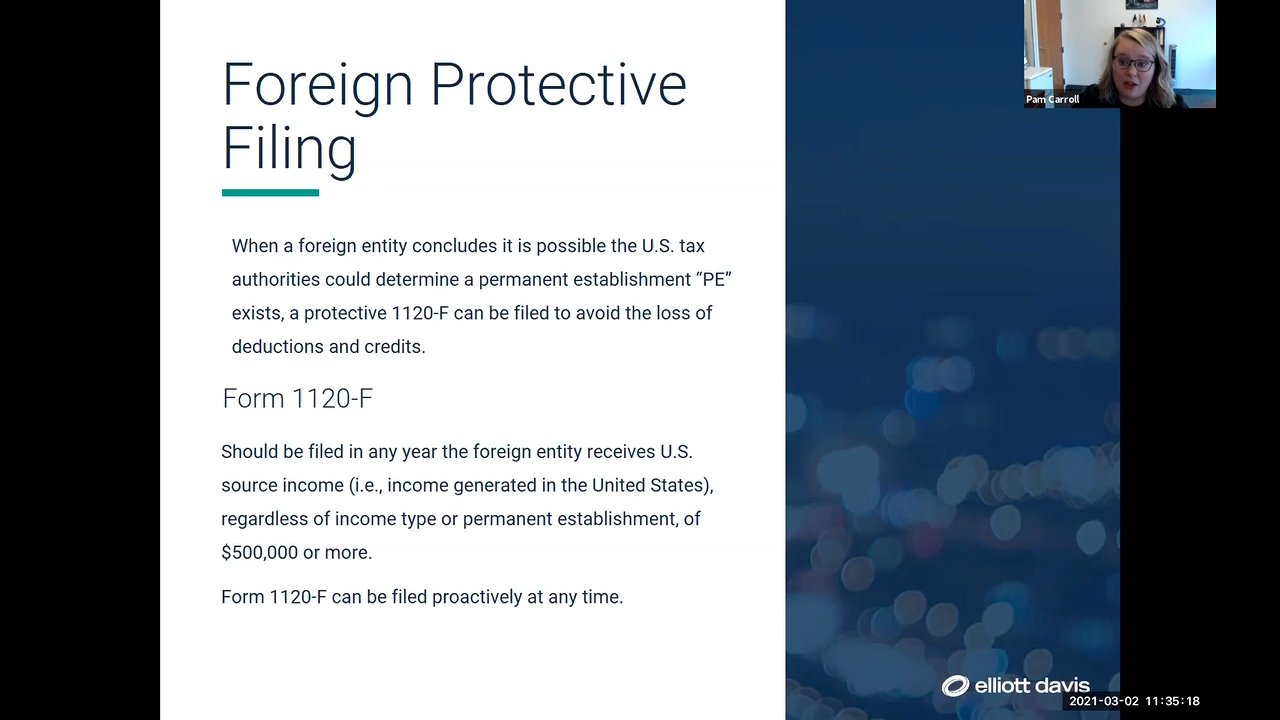 Foreign Protective
Filing
When a foreign entity concludes it is possible the U.S. tax
authorities could determine a permanent establishment “PE”
exists, a protective 1120-F can be filed to avoid the loss of
deductions and credits.
Form 1120-F
Should be filed in any year the foreign entity receives U.S.
source income (i.e., income generated in the United States),
regardless of income type or permanent establishment, of
$500,000 or more.
Form 1120-F can be filed proactively at any time.
Pam Carroll
elliott davis
2021-03-02 11:35:18